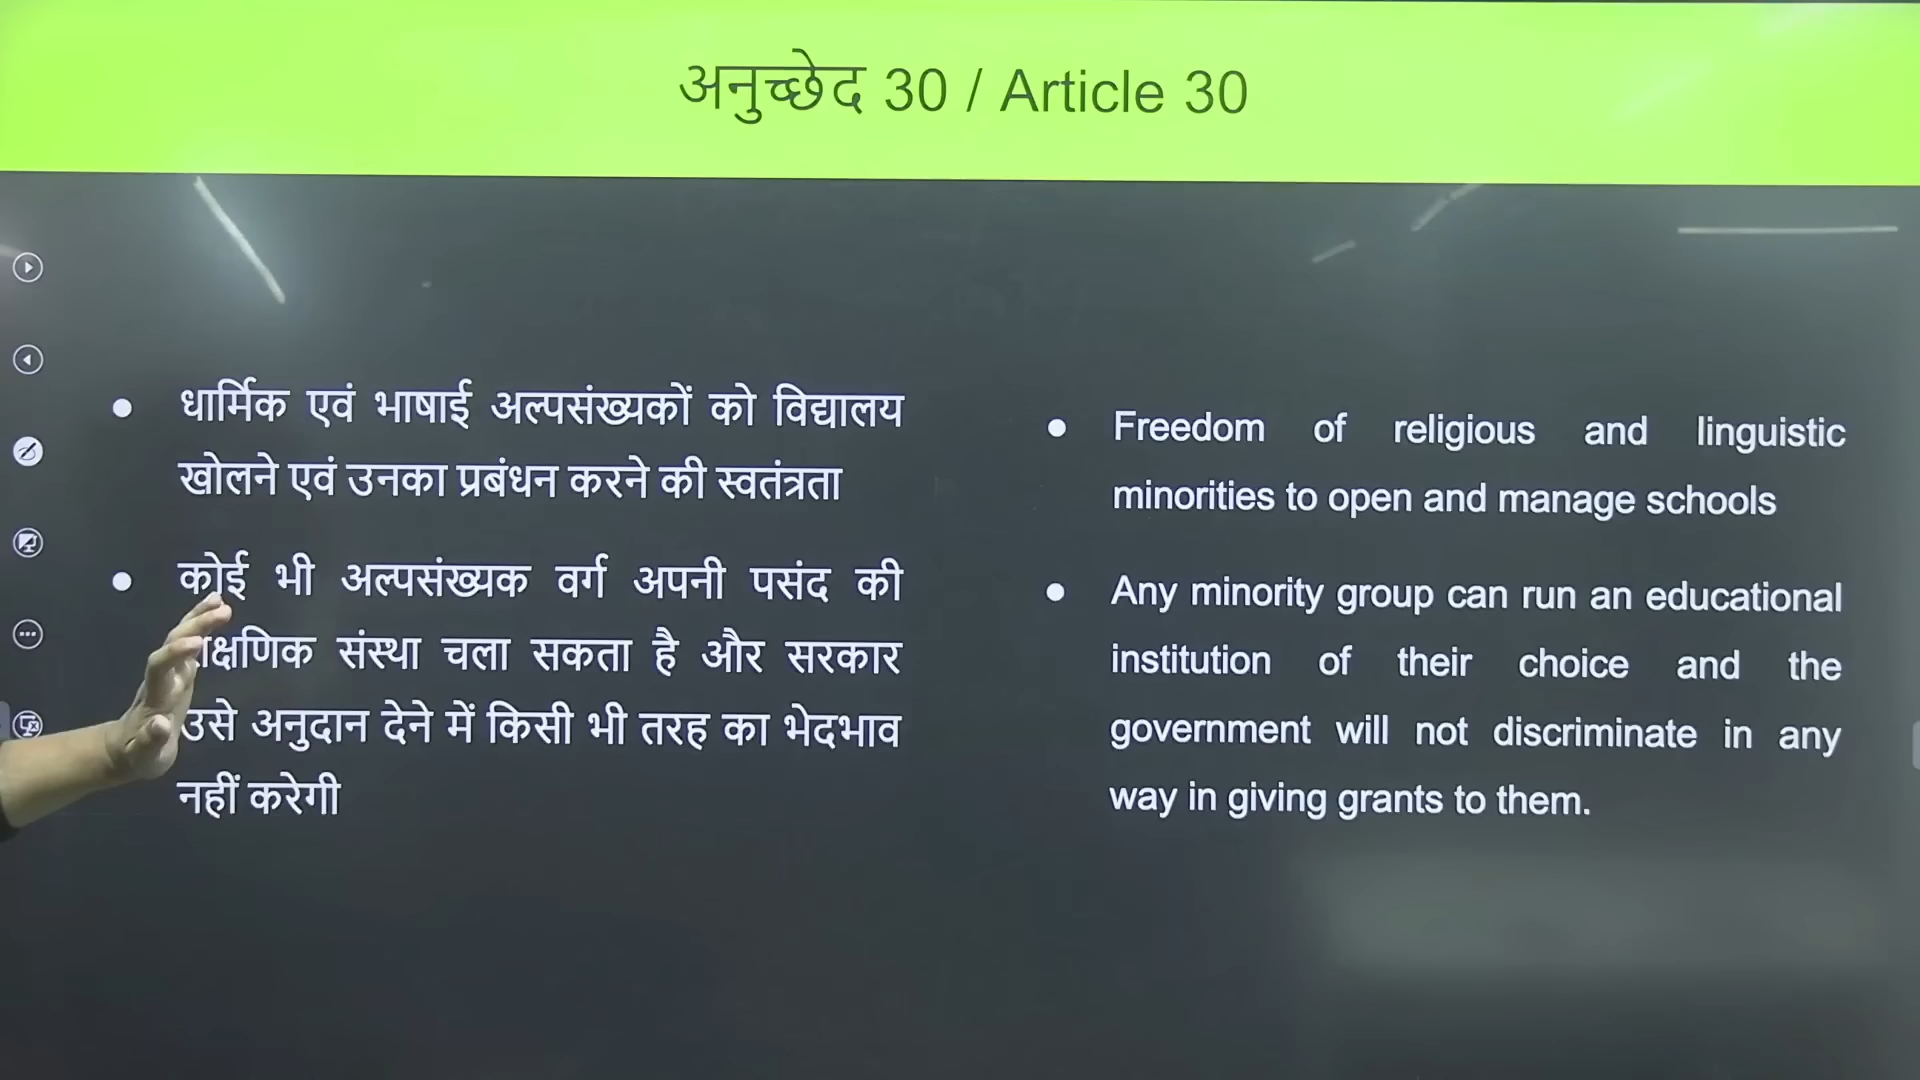 अनुच्छेद 30 / Article 30
धार्मिक एवं भाषाई अल्पसंख्यकों को विद्यालय
खोलने एवं उनका प्रबंधन करने की स्वतंत्रता
कोई भी अल्पसंख्यक वर्ग अपनी पसंद की
संस्था चला सकता है और सरकार
उसे अनुदान देने में किसी भी तरह का भेदभाव
नहीं करेगी
Freedom of religious and linguistic
minorities to open and manage schools
Any minority group can run an educational
institution of their choice and the
government will not discriminate in any
way in giving grants to them.